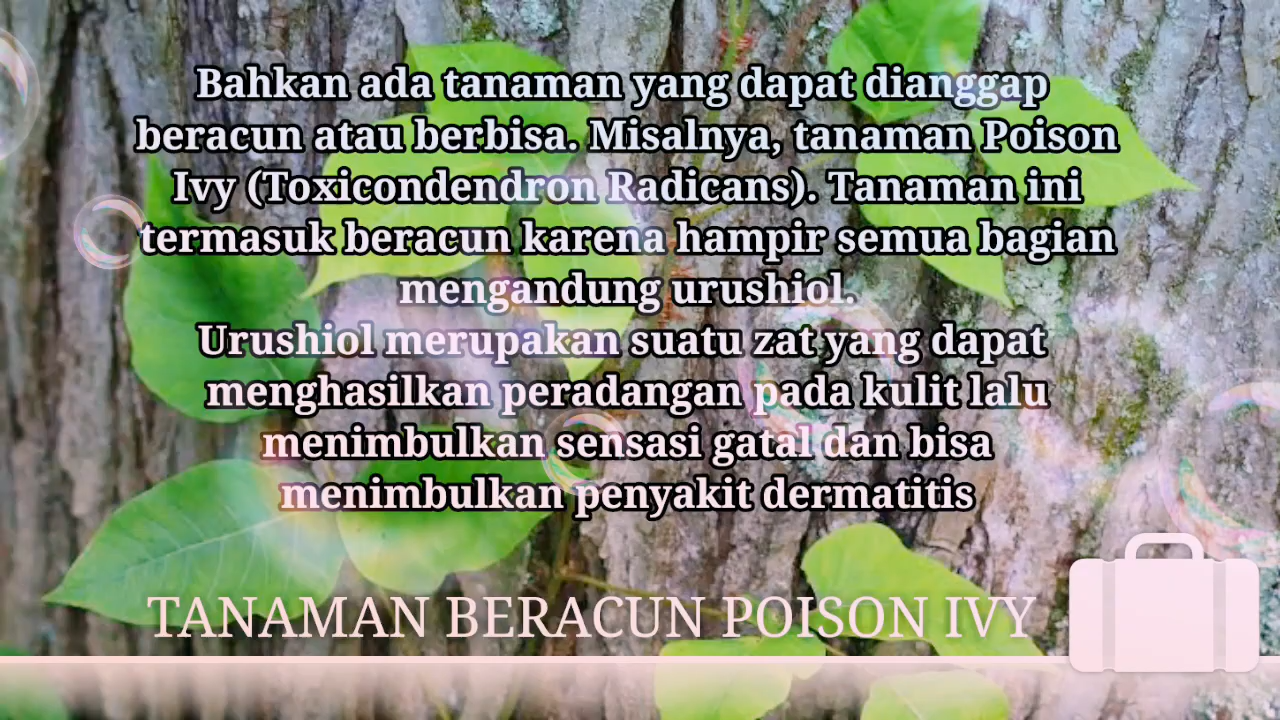 Bahkan ada tanaman yang dapat dianggap
beracun atau berbisa. Misalnya, tanaman Poison
Ivy (Toxicondendron Radicans). Tanaman ini
termasuk beracun karena hampir semua bagian
mengandung urushiol.
Urushiol merupakan suatu zat yang dapat
menghasilkan peradangan pada kulit lalu
menimbulkan sensasi gatal dan bisa
menimbulkan penyakit dermatitis
TANAMAN BERACUN POISON IVY